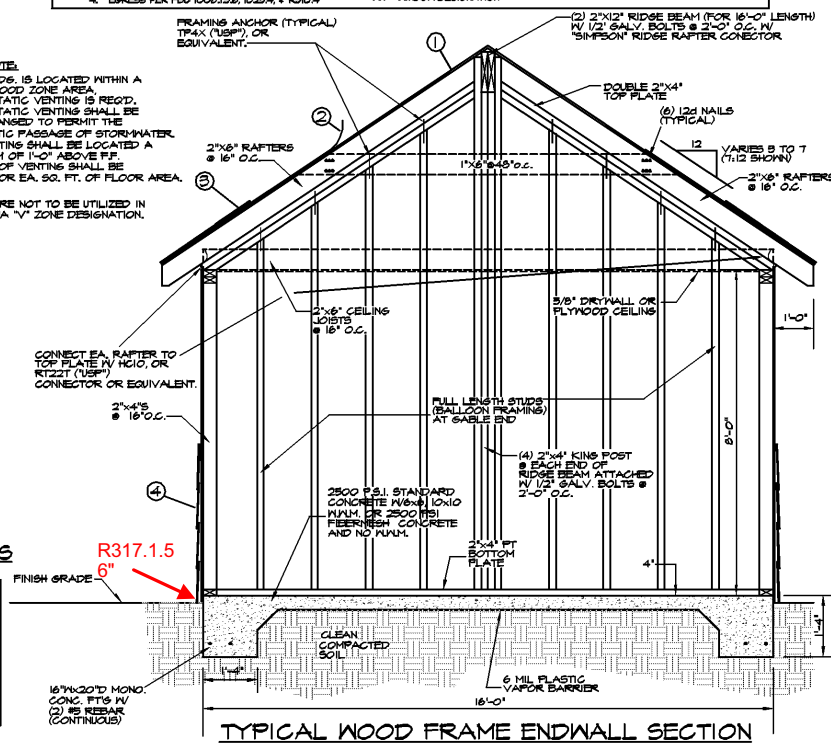 FRAMING ANCHOR (TYPICAL)
TP4X ("USP"), OR
EQUIVALENT.
(2) 2"X12" RIDGE BEAM (FOR 16'-0" LENGTH)
W/ 1/2' GALV. BOLTS @ 2'-0" O.C. W/
"SIMPSON" RIDGE RAFTER CONECTOR
1
DG. IS LOCATED WITHIN A
OOD ZONE AREA,
TATIC VENTING IS REQ'D.
TATIC VENTING SHALL BE
NGED TO PERMIT THE
TIC PASSAGE OF STORMWATER.
TING SHALL BE LOCATED A
OF 1'-0" ABOVE F.F.
OF VENTING SHALL BE
OR EA. SQ. FT. OF FLOOR AREA.
RE NOT TO BE UTILIZED IN
A "V" ZONE DESIGNATION.
DOUBLE 2"X4"
TOP PLATE
(6) 12d NAILS
(TYPICAL)
2
2"X6" RAFTERS
@ 16" O.C.
12
VARIES 5 TO 7
(7:12 SHOWN)
1"X6"@48"o.c.
3
2"X6" RAFTERS
@ 16" O.C.
2"x6" CEILING
JOISTS
@ 16" O.C.
5/8" DRYWALL OR
PLYWOOD CEILING
1'-0"
CONNECT EA. RAFTER TO
TOP PLATE W/ HC10, OR
RT22T ("USP")
CONNECTOR OR EQUIVALENT.
2"x4"S
@ 16"O.C.
FULL LENGTH STUDS
(BALLOON FRAMING)
AT GABLE END
8'-0"
(4) 2"x4" KING POST
@ EACH END OF
RIDGE BEAM ATTACHED
W/ 1/2" GALV. BOLTS @
2'-0" O.C.
4
2500 P.S.I. STANDARD
CONCRETE W/6x6, 10x10
W.W.M. OR 2500 PSI
FIBERMESH CONCRETE
AND NO W.W.M.
S
R317.1.5
6"
2"x4" PT
BOTTOM
PLATE
4"
FINISH GRADE
1'-4"
CLEAN
COMPACTED
SOIL
1'-4"
6 MIL PLASTIC
VAPOR BARRIER
16"WX20"D MONO.
CONC. FT'G W/
(2) #5 REBAR
(CONTINUOUS)
16'-0"
TYPICAL WOOD FRAME ENDWALL SECTION